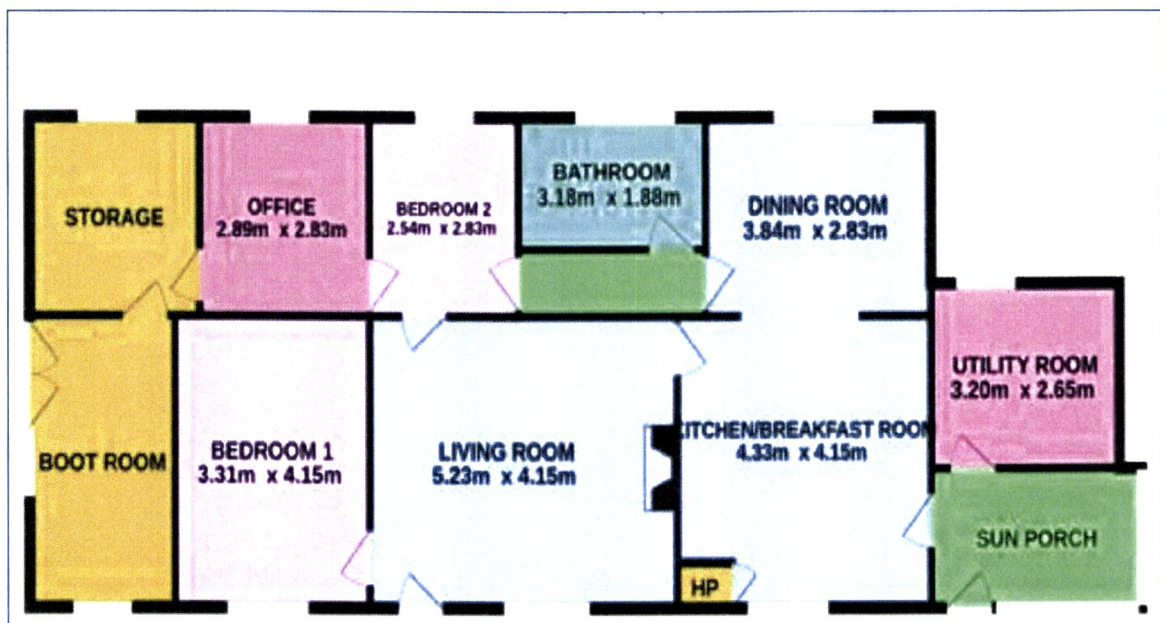 STORAGE
OFFICE
2.89m x 2.83m
BEDROOM 2
2.54m x 2.83m
BATHROOM
3.18m x 1.88m
DINING ROOM
3.84m x 2.83m
UTILITY ROOM
3.20m x 2.65m
BOOT ROOM
BEDROOM 1
3.31m x 4.15m
LIVING ROOM
5.23m x 4.15m
KITCHEN/BREAKFAST ROOM
4.33m x 4.15m
SUN PORCH
HP